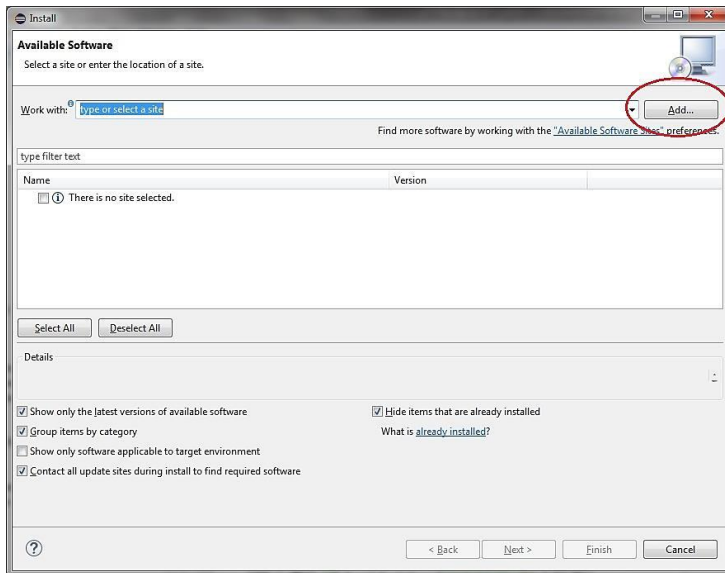 Install
Available Software
Select a site or enter the location of a site.
Work with: type or select a site Add...
Find more software by working with the "Available Software Sites" preferences.
type filter text
Name Version
There is no site selected.
Select All Deselect All
Details
Show only the latest versions of available software Hide items that are already installed
Group items by category What is already installed?
Show only software applicable to target environment
Contact all update sites during install to find required software
? < Back Next > Finish Cancel